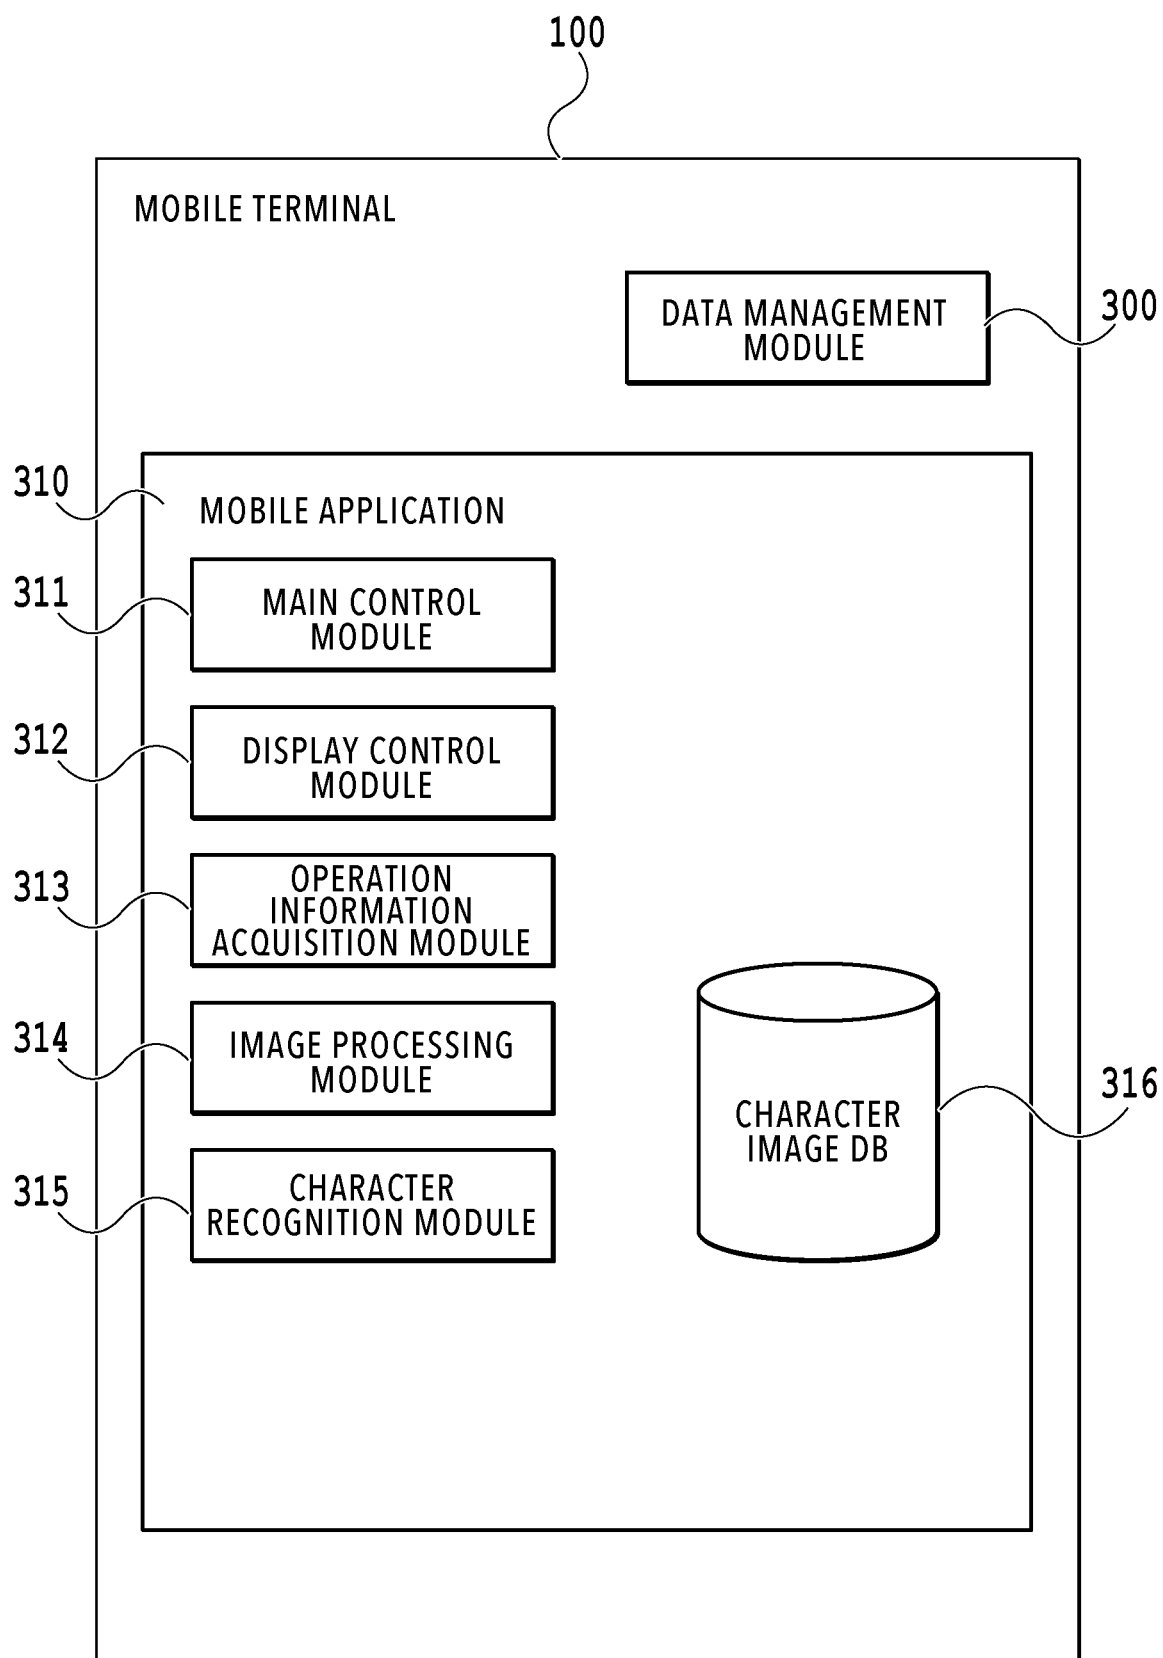 100
MOBILE TERMINAL
DATA MANAGEMENT
MODULE
300
310
MOBILE APPLICATION
311
MAIN CONTROL
MODULE
312
DISPLAY CONTROL
MODULE
313
OPERATION
INFORMATION
ACQUISITION MODULE
314
IMAGE PROCESSING
MODULE
315
CHARACTER
RECOGNITION MODULE
CHARACTER
IMAGE DB
316